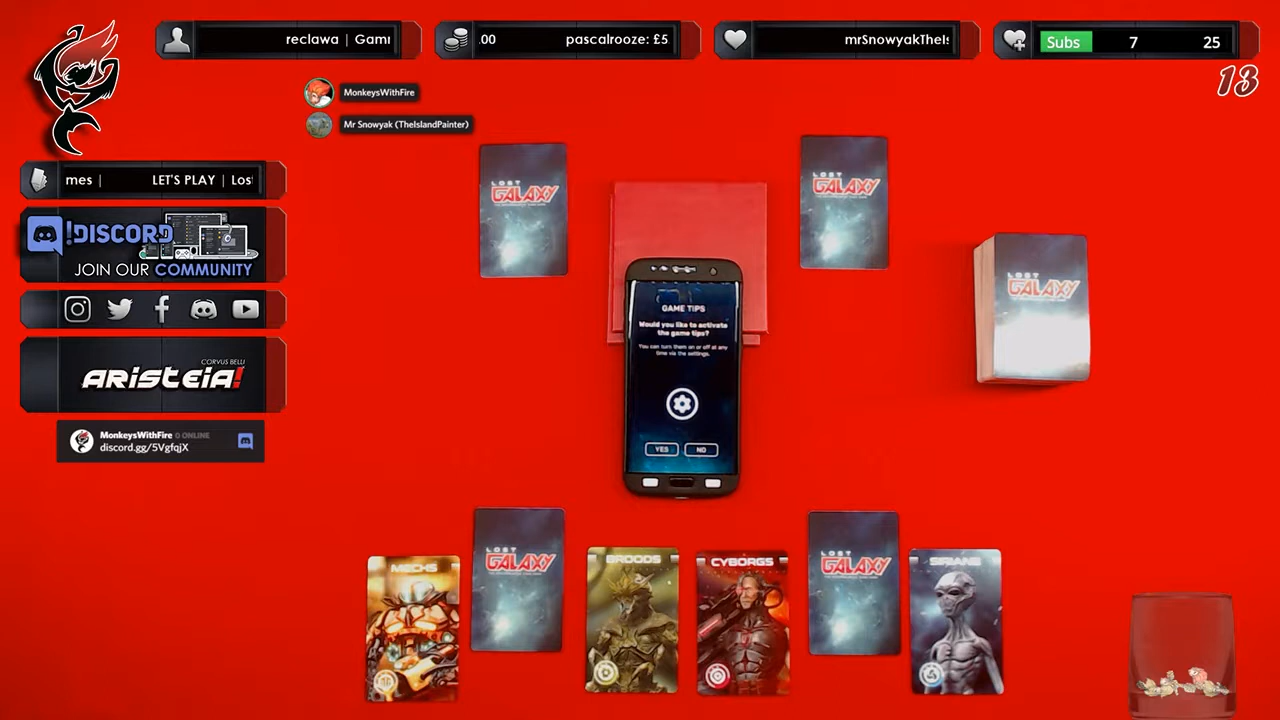 reclawa | Gami
.00 pascalrooze: £5
mrSnowyakTheIs
Subs 7 25
13
MonkeysWithFire
Mr Snowyak (TheIslandPainter)
mes | LET'S PLAY | Los
!DISCORD
JOIN OUR COMMUNITY
CORVUS BELLI
ARISTEIA!
MonkeysWithFire 0 ONLINE
discord.gg/5VgfqjX
LOST
GALAXY
LOST
GALAXY
LOST
GALAXY
GAME TIPS
Would you like to activate
the game tips?
You can turn them on or off at any
time via the settings.
YES NO
MECHS
LOST
GALAXY
BROODS
CYBORGS
LOST
GALAXY
SIRIANS